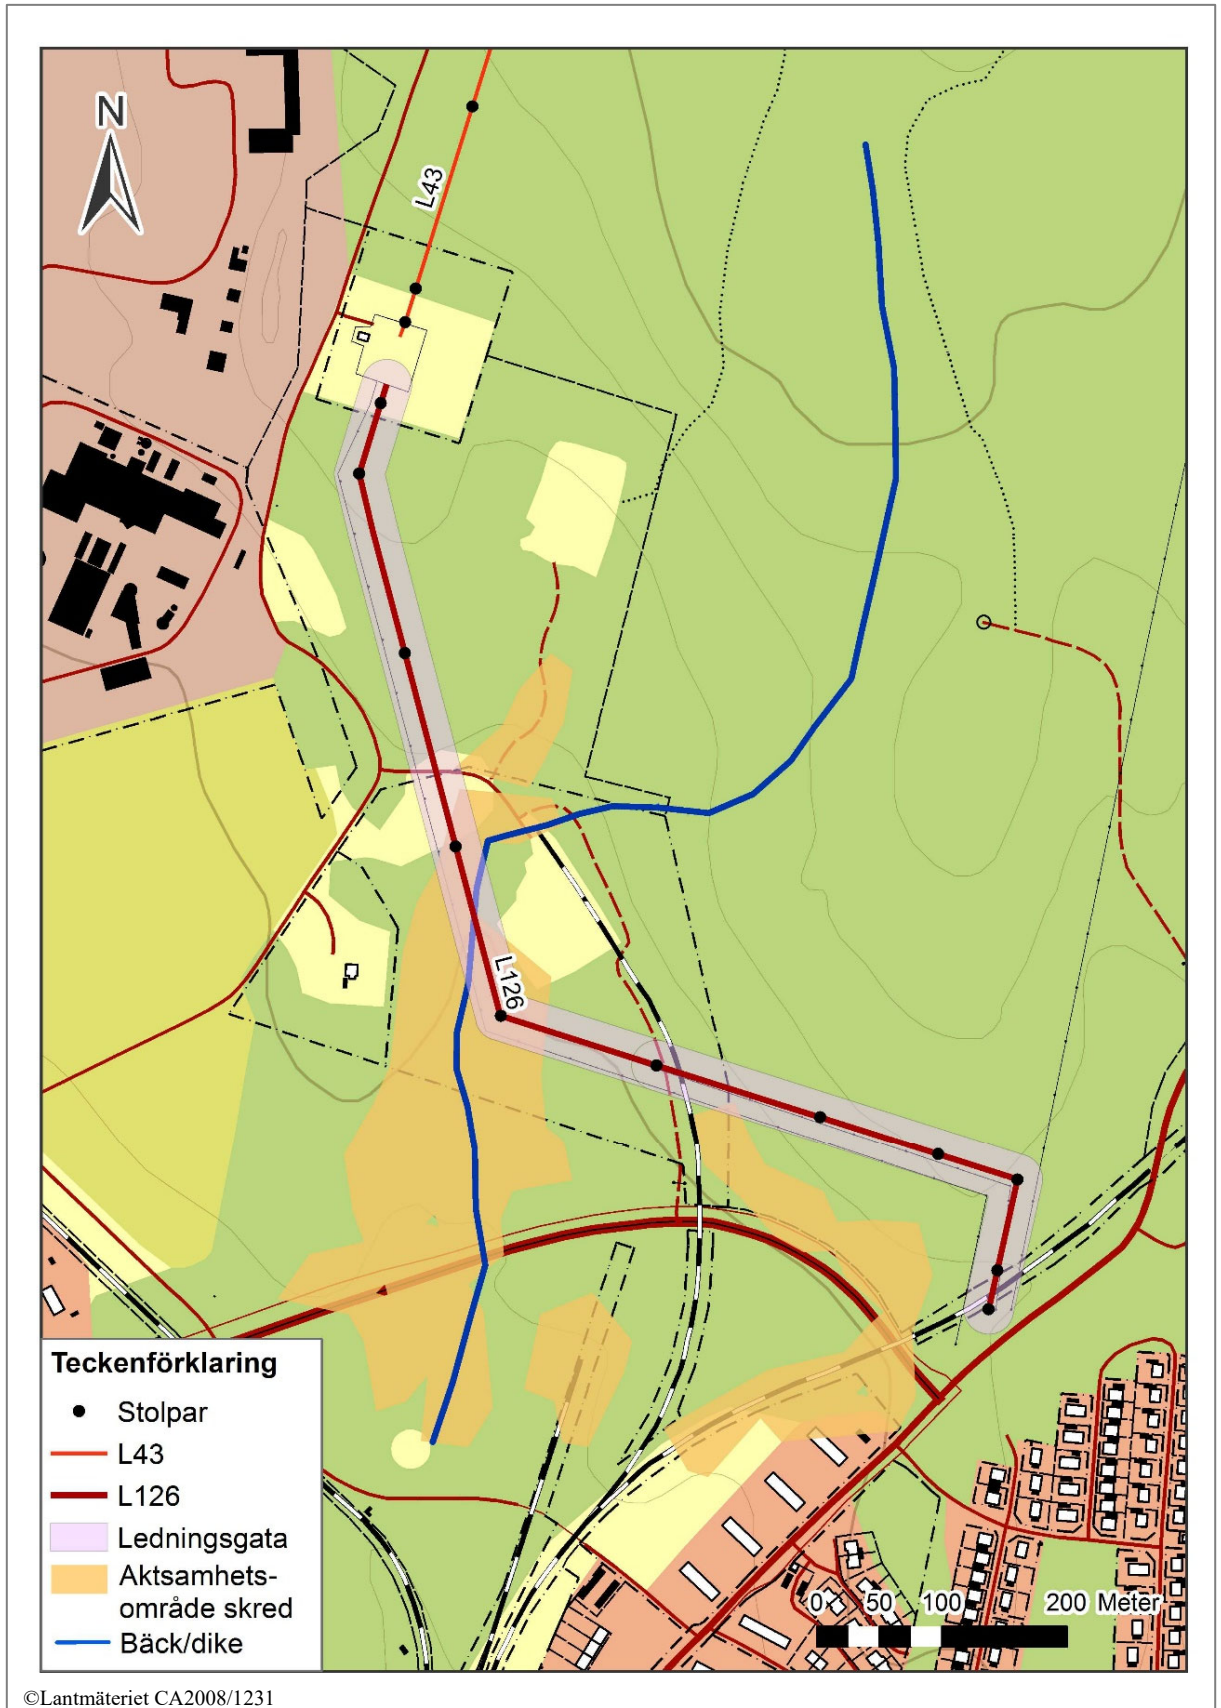 N
L43
L126
Teckenförklaring
Stolpar
L43
L126
Ledningsgata
Aktsamhets-
område skred
Bäck/dike
0 50 100 200 Meter
©Lantmäteriet CA2008/1231